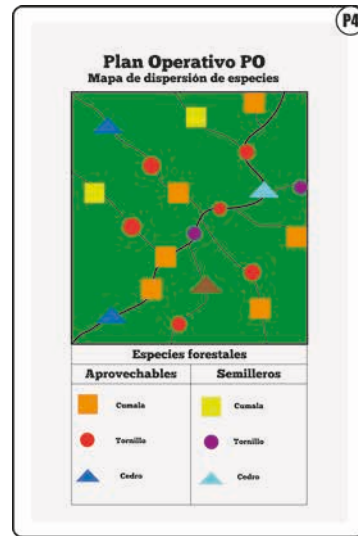 P4
Plan Operativo PO
Mapa de dispersión de especies
Especies forestales
Aprovechables Semilleros
Cumala Cumala
Tornillo Tornillo
Cedro Cedro